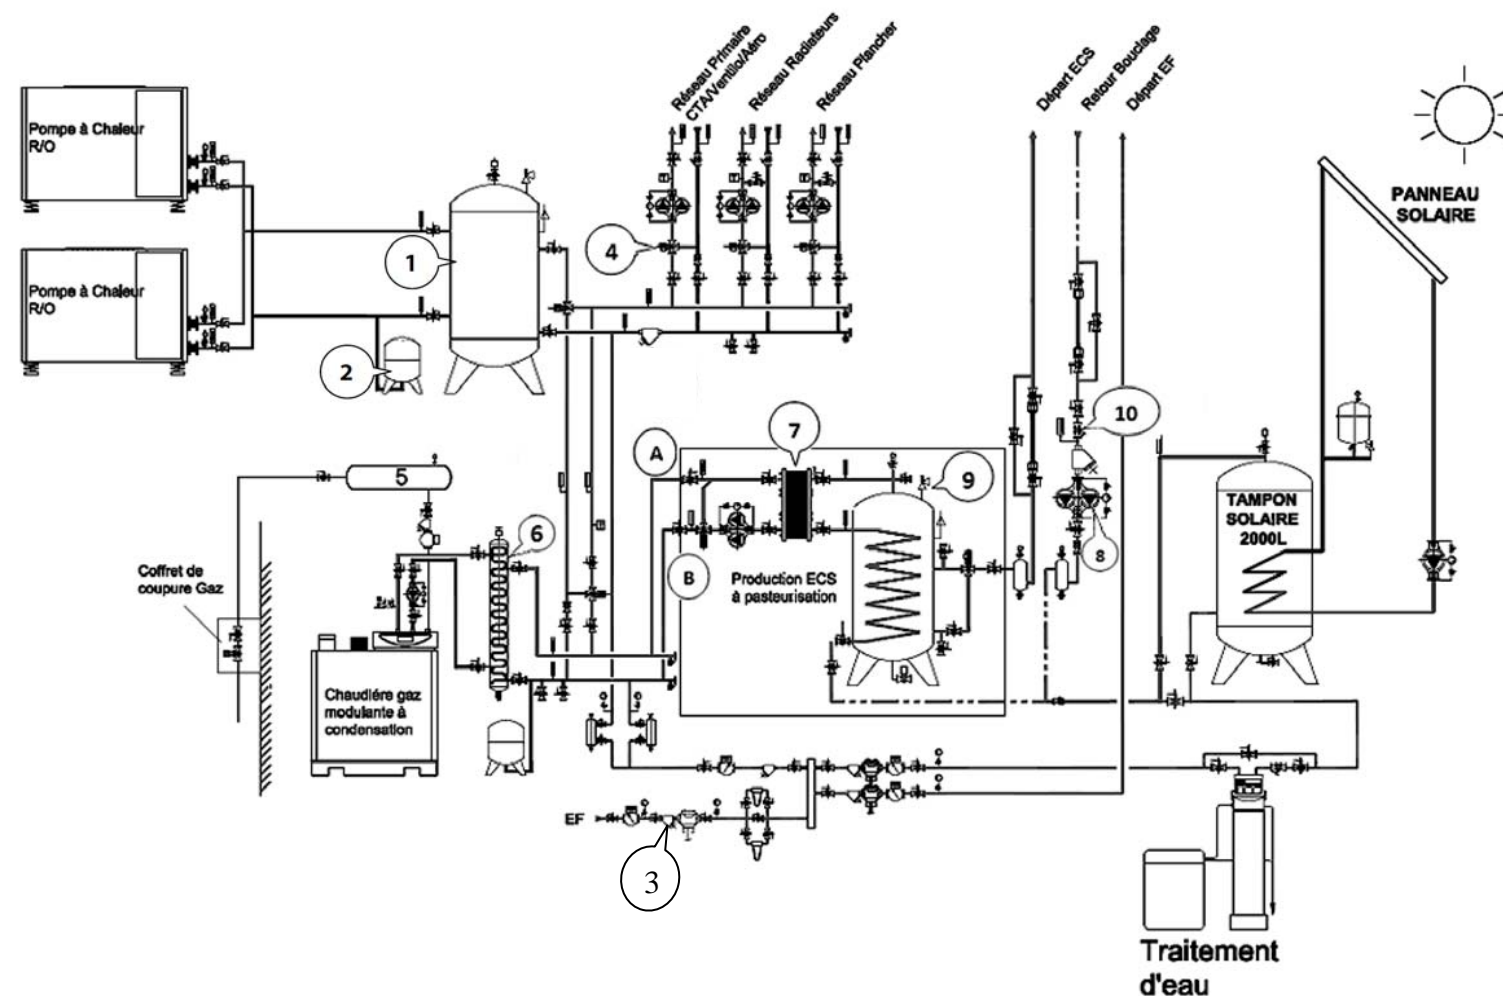 Réseau Primaire
CTA/Ventilo/Aéro
Réseau Radiateurs
Réseau Plancher
Départ ECS
Retour Bouclage
Départ EF
Pompe à Chaleur
R/O
PANNEAU
SOLAIRE
4
1
Pompe à Chaleur
R/O
2
10
7
A
5
9
TAMPON
SOLAIRE
2000L
6
8
B
Coffret de
coupure Gaz
Production ECS
à pasteurisation
Chaudiére gaz
modulante à
condensation
EF
3
Traitement
d'eau